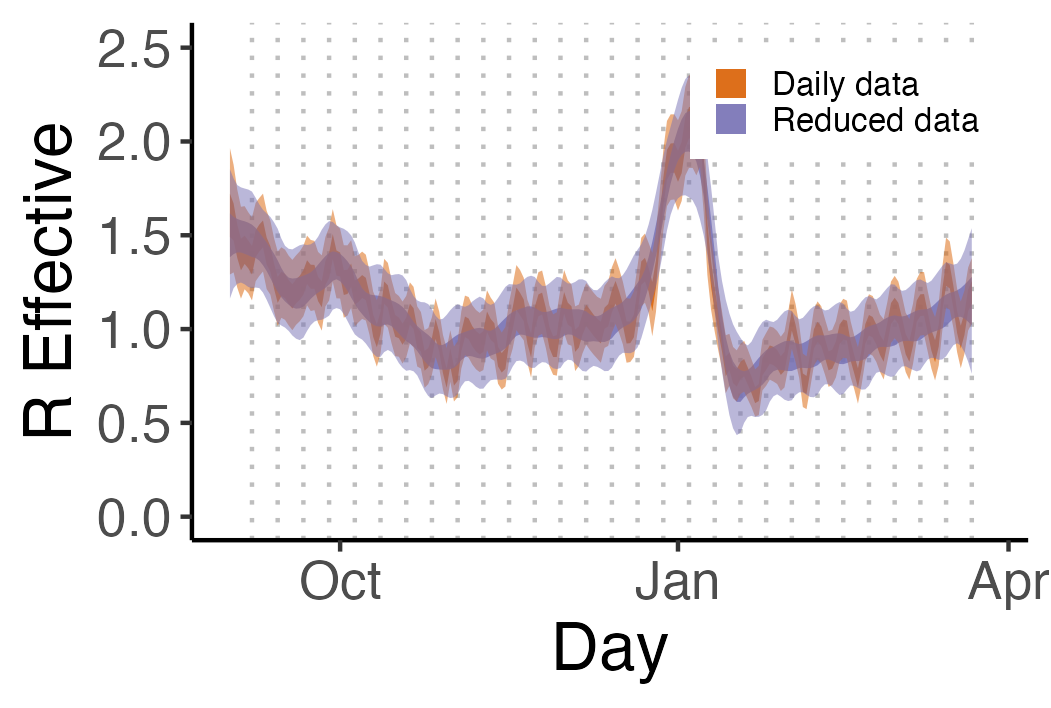 R Effective
2.5
2.0
1.5
1.0
0.5
0.0
Daily data
Reduced data
Oct Jan Apr
Day